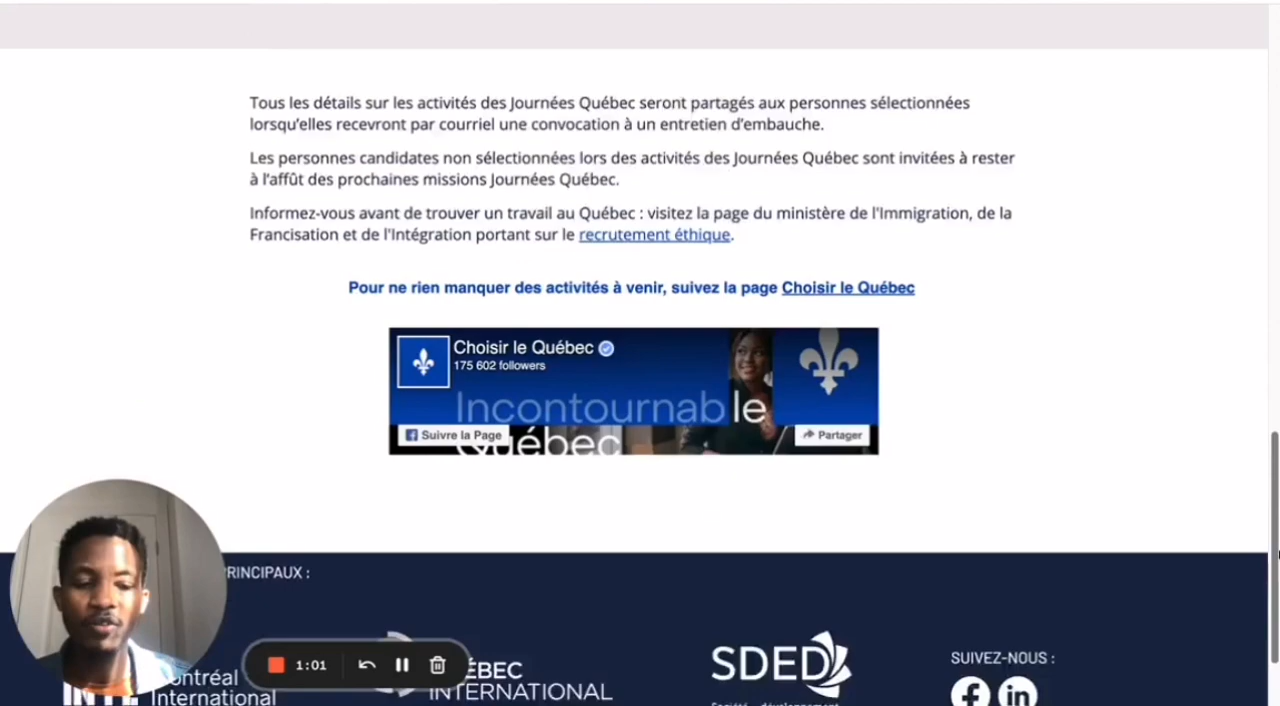 Tous les détails sur les activités des Journées Québec seront partagés aux personnes sélectionnées
lorsqu'elles recevront par courriel une convocation à un entretien d'embauche.
Les personnes candidates non sélectionnées lors des activités des Journées Québec sont invitées à rester
à l'affût des prochaines missions Journées Québec.
Informez-vous avant de trouver un travail au Québec : visitez la page du ministère de l'Immigration, de la
Francisation et de l'Intégration portant sur le recrutement éthique.
Pour ne rien manquer des activités à venir, suivez la page Choisir le Québec
Choisir le Québec
175 602 followers
Incontournable
Suivre la Page
Québec
Partager
RINCIPAUX :
SUIVEZ-NOUS :
1:01
ontréal
International
ÉBEC
INTERNATIONAL
SDED